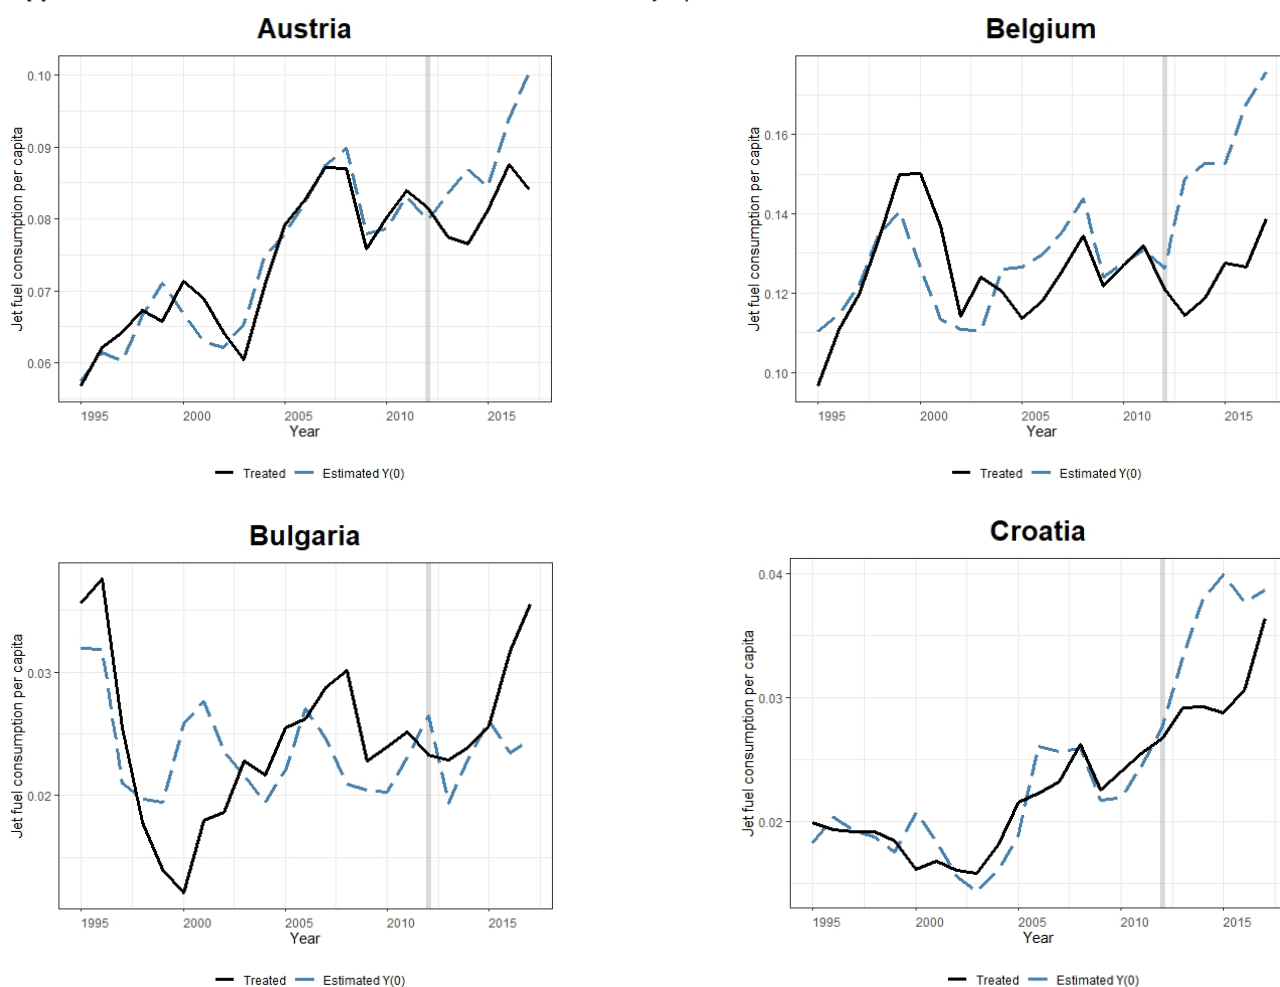 Austria
Jet fuel consumption per capita
0.10
0.09
0.08
0.07
0.06
1995 2000 2005 2010 2015
Year
Treated Estimated Y(0)
Belgium
Jet fuel consumption per capita
0.16
0.14
0.12
0.10
1995 2000 2005 2010 2015
Year
Treated Estimated Y(0)
Bulgaria
Jet fuel consumption per capita
0.03
0.02
1995 2000 2005 2010 2015
Year
Treated Estimated Y(0)
Croatia
Jet fuel consumption per capita
0.04
0.03
0.02
1995 2000 2005 2010 2015
Year
Treated Estimated Y(0)